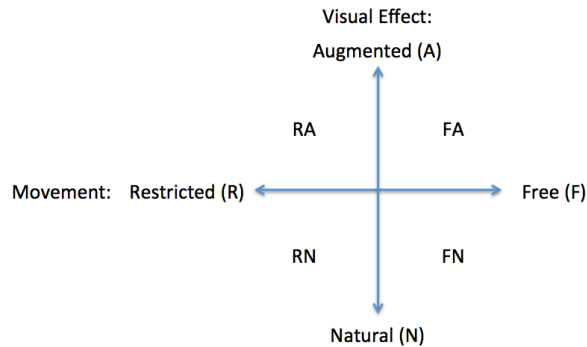 Visual Effect:
Augmented (A)
RA FA
Movement: Restricted (R) Free (F)
RN FN
Natural (N)